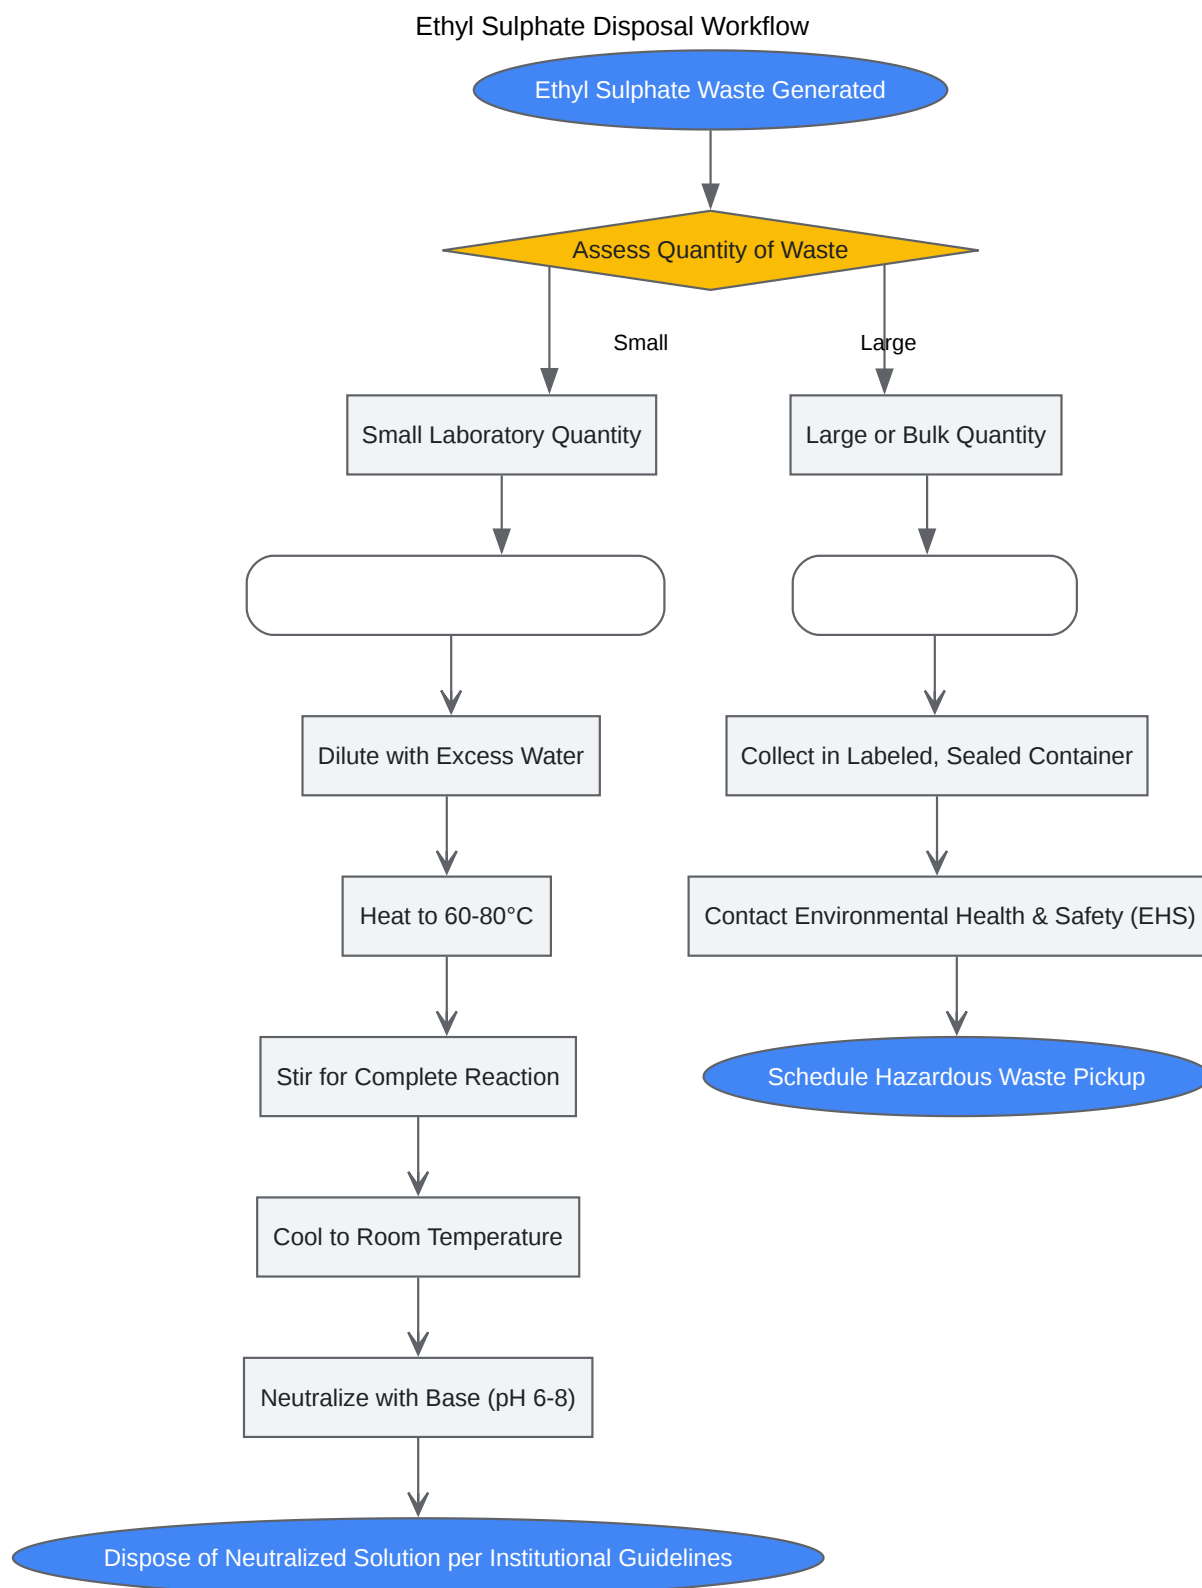 Ethyl Sulphate Disposal Workflow
Ethyl Sulphate Waste Generated
Assess Quantity of Waste
Small
Large
Small Laboratory Quantity
Large or Bulk Quantity
Dilute with Excess Water
Collect in Labeled, Sealed Container
Heat to 60-80°C
Contact Environmental Health & Safety (EHS)
Stir for Complete Reaction
Schedule Hazardous Waste Pickup
Cool to Room Temperature
Neutralize with Base (pH 6-8)
Dispose of Neutralized Solution per Institutional Guidelines